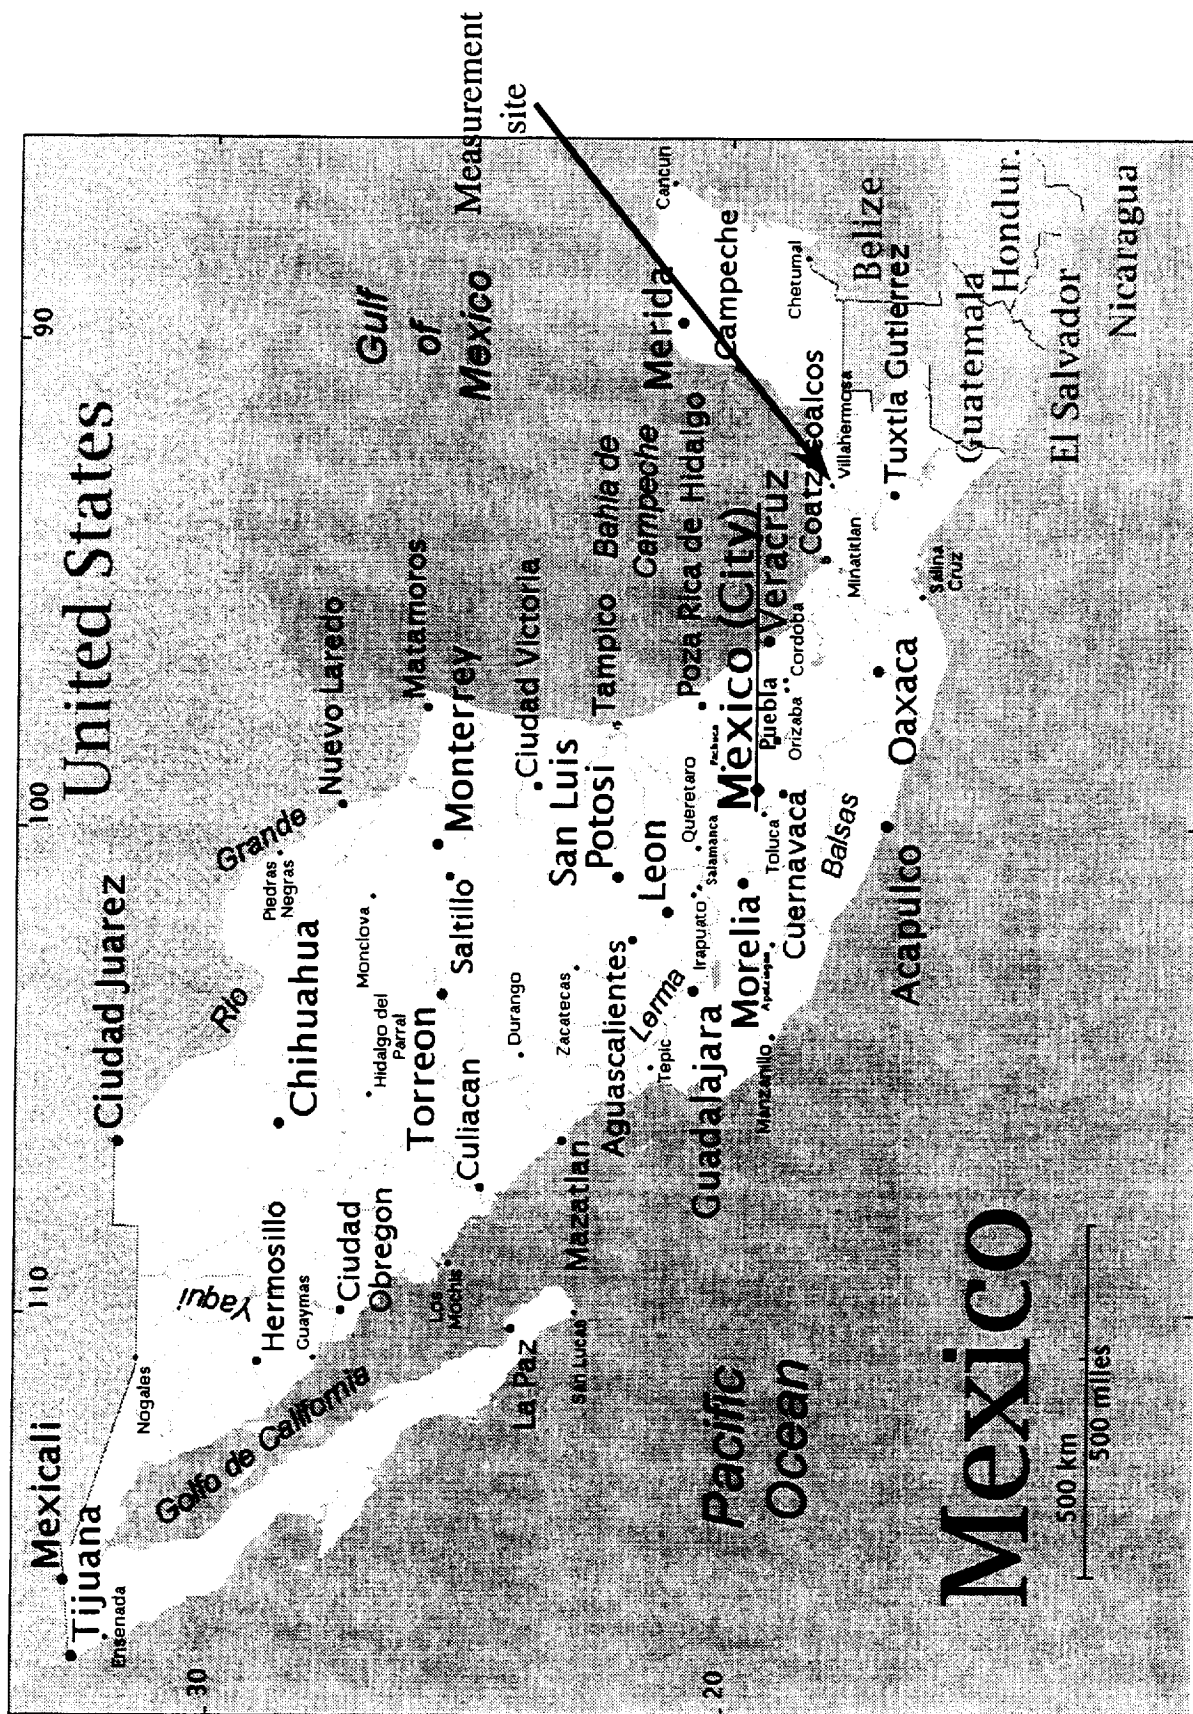 United States
90
100
110
30
20
Measurement
site
Gulf
of
Mexico
Mexicali
Tijuana
Ensenada
Nogales
Ciudad Juarez
Rio
Grande
Piedras
Negras
Nuevo Laredo
Matamoros
Yaqui
Hermosillo
Guaymas
Chihuahua
Monclova
Hidalgo del
Parral
Ciudad
Obregon
Golfo de California
Los
Mochis
Torreon
Saltillo
Monterrey
Culiacan
Durango
Ciudad Victoria
La Paz
San Lucas
Mazatlan
Zacatecas
San Luis
Potosi
Tampico
Bahia de
Campeche
Aguascalientes
Leon
Lerma
Tepic
Irapuato
Salamanca
Queretaro
Pachuca
Poza Rica de Hidalgo
Merida
Cancun
Campeche
Chetumal
Guadalajara
Morelia
Apatzingan
Manzanillo
Toluca
Mexico (City)
Puebla
Veracruz
Cuernavaca
Orizaba
Cordoba
Coatzacoalcos
Minatitlan
Villahermosa
Balsas
Acapulco
Oaxaca
Salina
Cruz
Tuxtla Gutierrez
Belize
Guatemala
Hondur.
El Salvador
Nicaragua
Pacific
Ocean
Mexico
500 km
500 miles